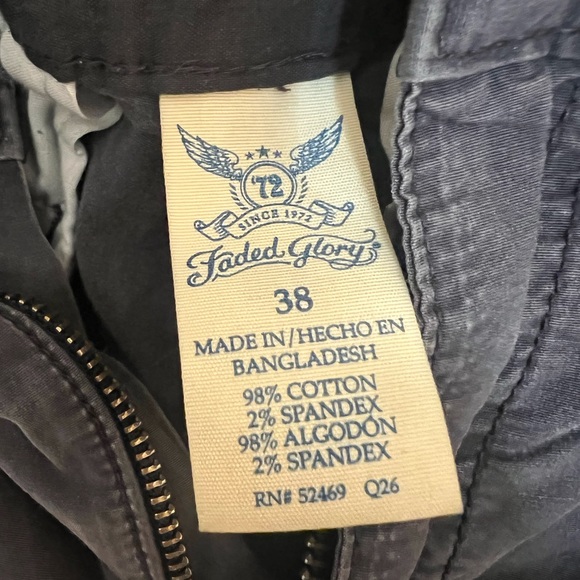 '72
SINCE 1972
Faded Glory®
38
MADE IN/HECHO EN
BANGLADESH
98% COTTON
2% SPANDEX
98% ALGODÓN
2% SPANDEX
RN# 52469 Q26